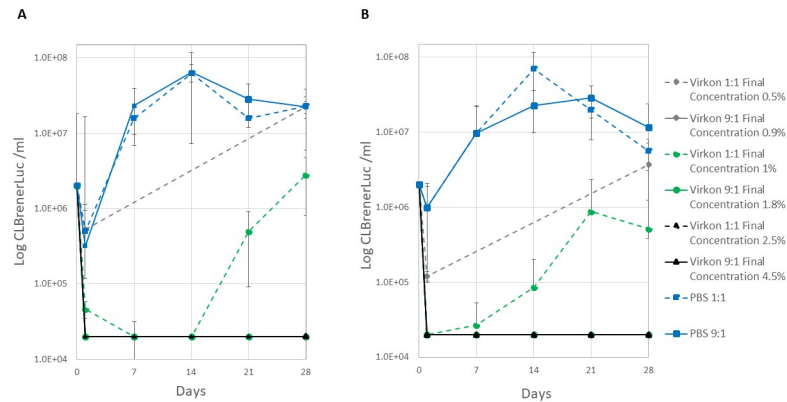 A
B
Log CLBrenerLuc /ml
1.0E+08
1.0E+07
1.0E+06
1.0E+05
1.0E+04
0 7 14 21 28
Days
Log CLBrenerLuc /ml
1.0E+08
1.0E+07
1.0E+06
1.0E+05
1.0E+04
0 7 14 21 28
Days
Virkon 1:1 Final
Concentration 0.5%
Virkon 9:1 Final
Concentration 0.9%
Virkon 1:1 Final
Concentration 1%
Virkon 9:1 Final
Concentration 1.8%
Virkon 1:1 Final
Concentration 2.5%
Virkon 9:1 Final
Concentration 4.5%
PBS 1:1
PBS 9:1